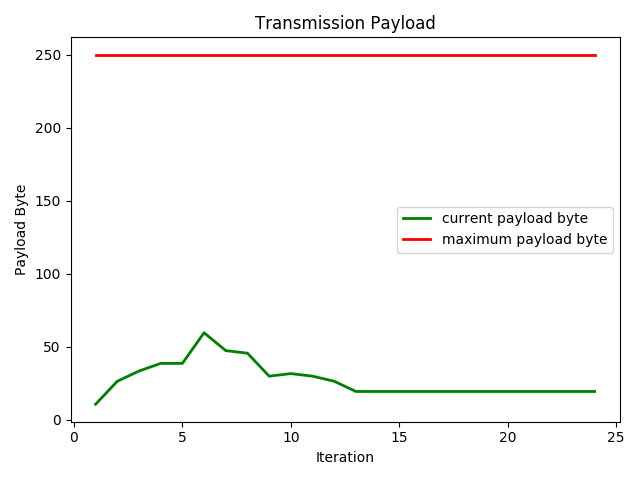 Transmission Payload
250
200
150
100
50
0
Payload Byte
current payload byte
maximum payload byte
0 5 10 15 20 25
Iteration